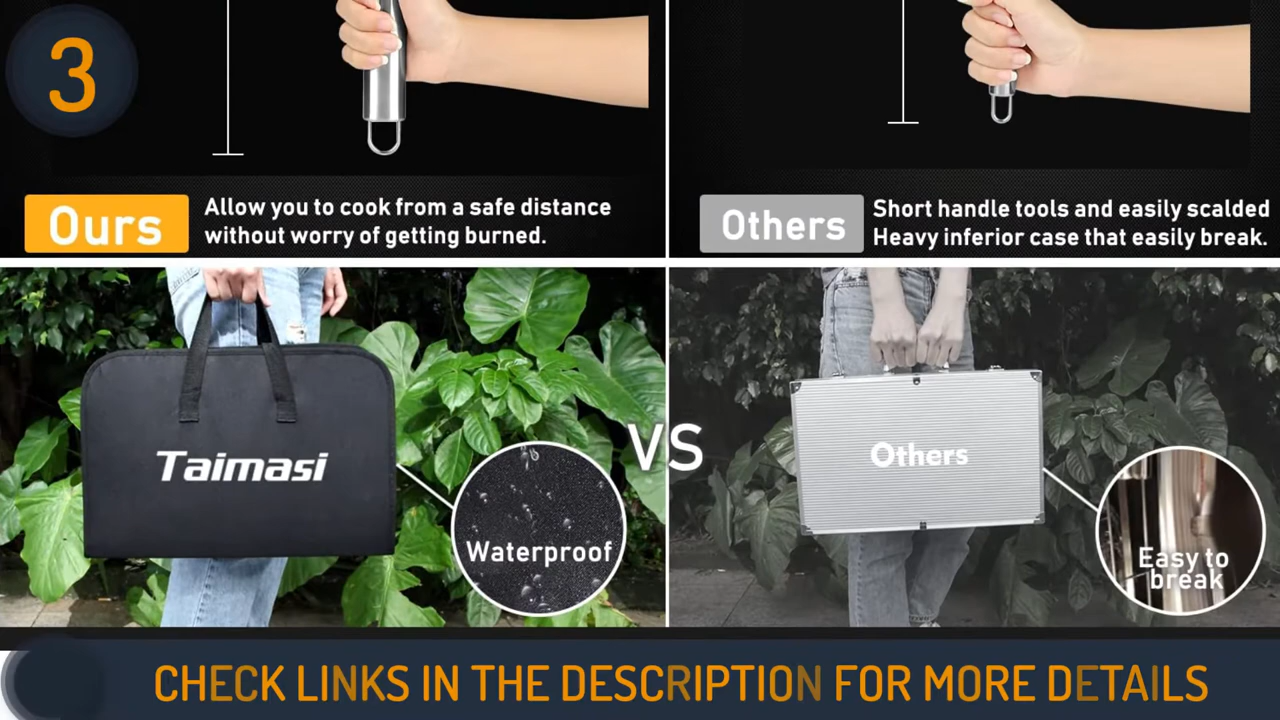 3
Ours
Allow you to cook from a safe distance
without worry of getting burned.
Others
Short handle tools and easily scalded
Heavy inferior case that easily break.
Taimasi
Waterproof
VS
Others
Easy to
break
CHECK LINKS IN THE DESCRIPTION FOR MORE DETAILS